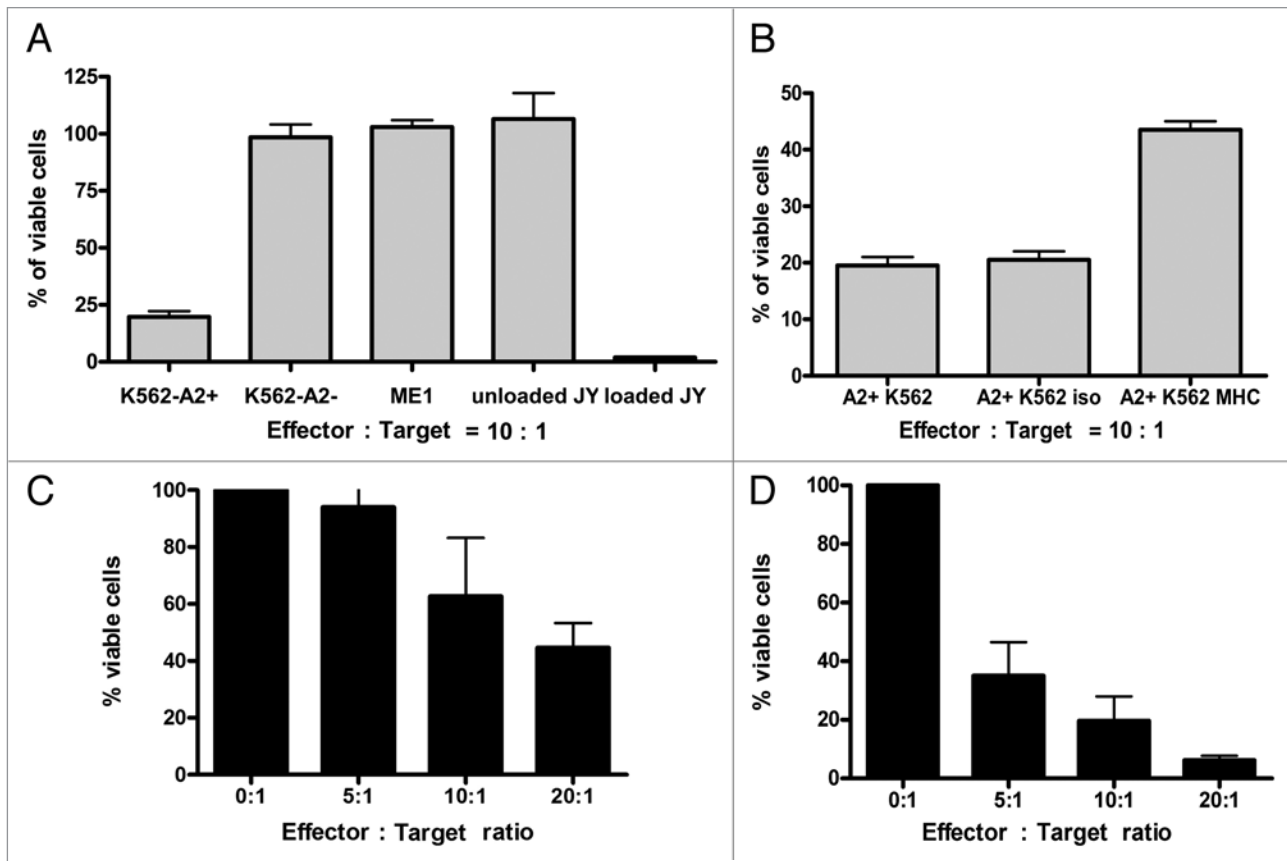 A
% of viable cells
125
100
75
50
25
0
K562-A2+ K562-A2- ME1 unloaded JY loaded JY
Effector : Target = 10 : 1
B
% of viable cells
50
40
30
20
10
0
A2+ K562 A2+ K562 iso A2+ K562 MHC
Effector : Target = 10 : 1
C
% viable cells
100
80
60
40
20
0
0:1 5:1 10:1 20:1
Effector : Target ratio
D
% viable cells
100
80
60
40
20
0
0:1 5:1 10:1 20:1
Effector : Target ratio